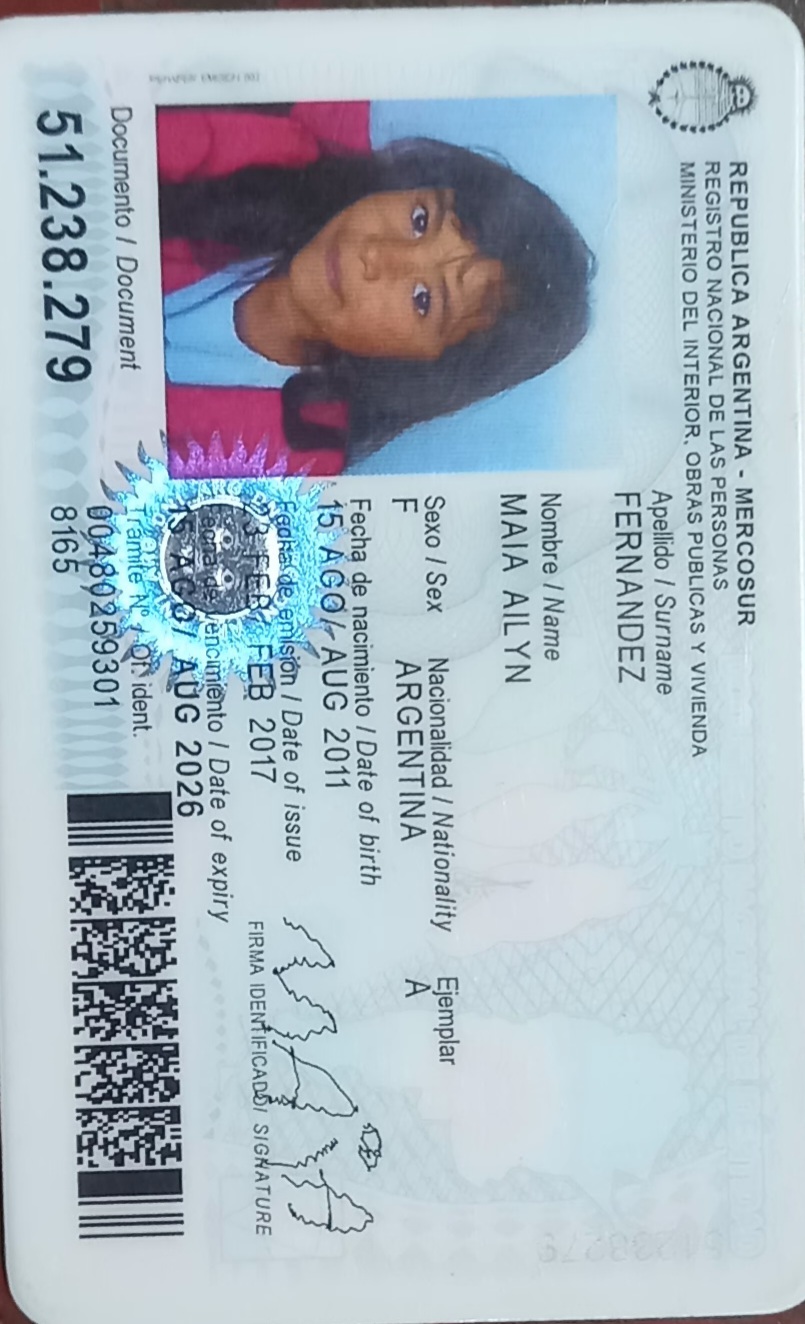 REPUBLICA ARGENTINA - MERCOSUR
REGISTRO NACIONAL DE LAS PERSONAS
MINISTERIO DEL INTERIOR, OBRAS PUBLICAS Y VIVIENDA
Apellido / Surname
FERNANDEZ
Nombre / Name
MAIA AILYN
Sexo / Sex Nacionalidad / Nationality Ejemplar
F ARGENTINA A
Fecha de nacimiento / Date of birth
15 AGO/ AUG 2011
Fecha de emisión / Date of issue
FEB/ FEB 2017
Fecha de vencimiento / Date of expiry
15 AGO/ AUG 2026
FIRMA IDENTIFICADO/ SIGNATURE
Documento / Document
51.238.279
Trámite Nº / Of. ident.
00480259301
8165